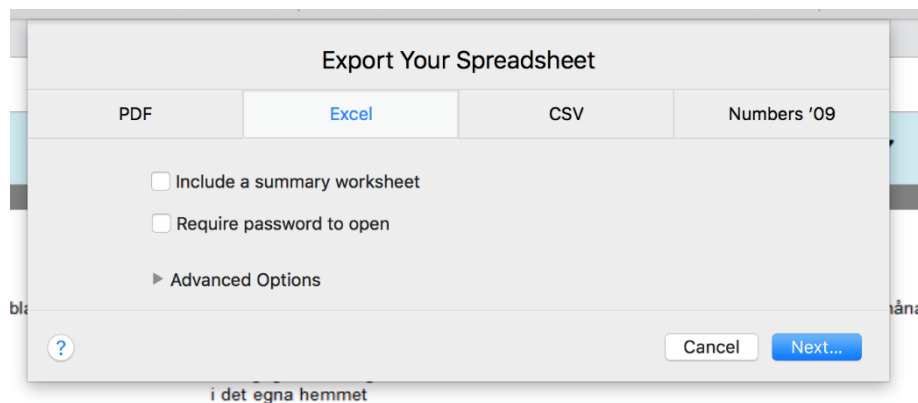 Export Your Spreadsheet
PDF Excel CSV Numbers '09
Include a summary worksheet
Require password to open
Advanced Options
? Cancel Next...
i det egna hemmet